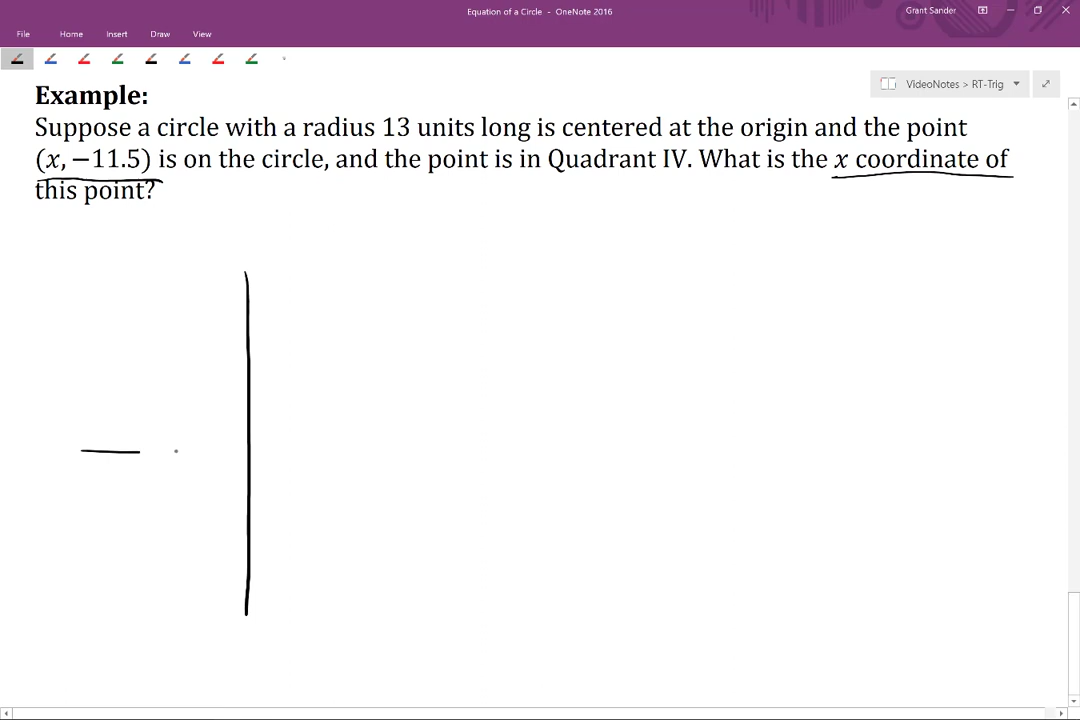 Equation of a Circle - OneNote 2016
Grant Sander
File Home Insert Draw View
VideoNotes > RT-Trig
Example:
Suppose a circle with a radius 13 units long is centered at the origin and the point
(x, −11.5) is on the circle, and the point is in Quadrant IV. What is the x coordinate of
this point?